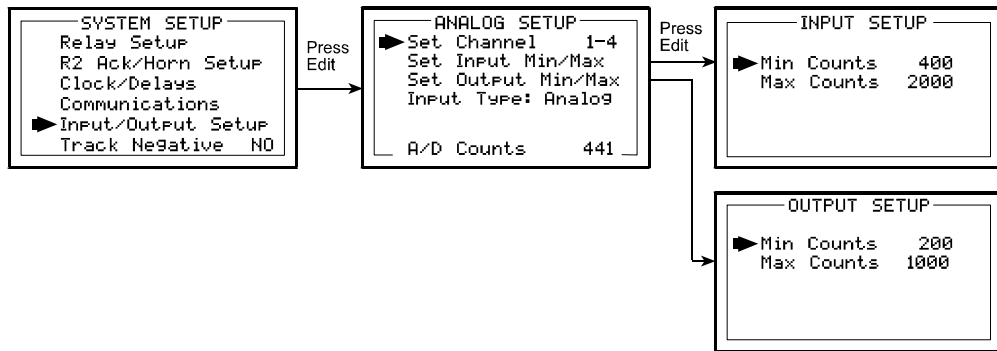 SYSTEM SETUP
Relay Setup
R2 Ack/Horn Setup
Clock/Delays
Communications
Input/Output Setup
Track Negative NO
Press
Edit
ANALOG SETUP
Set Channel 1-4
Set Input Min/Max
Set Output Min/Max
Input Type: Analog
A/D Counts 441
Press
Edit
INPUT SETUP
Min Counts 400
Max Counts 2000
OUTPUT SETUP
Min Counts 200
Max Counts 1000